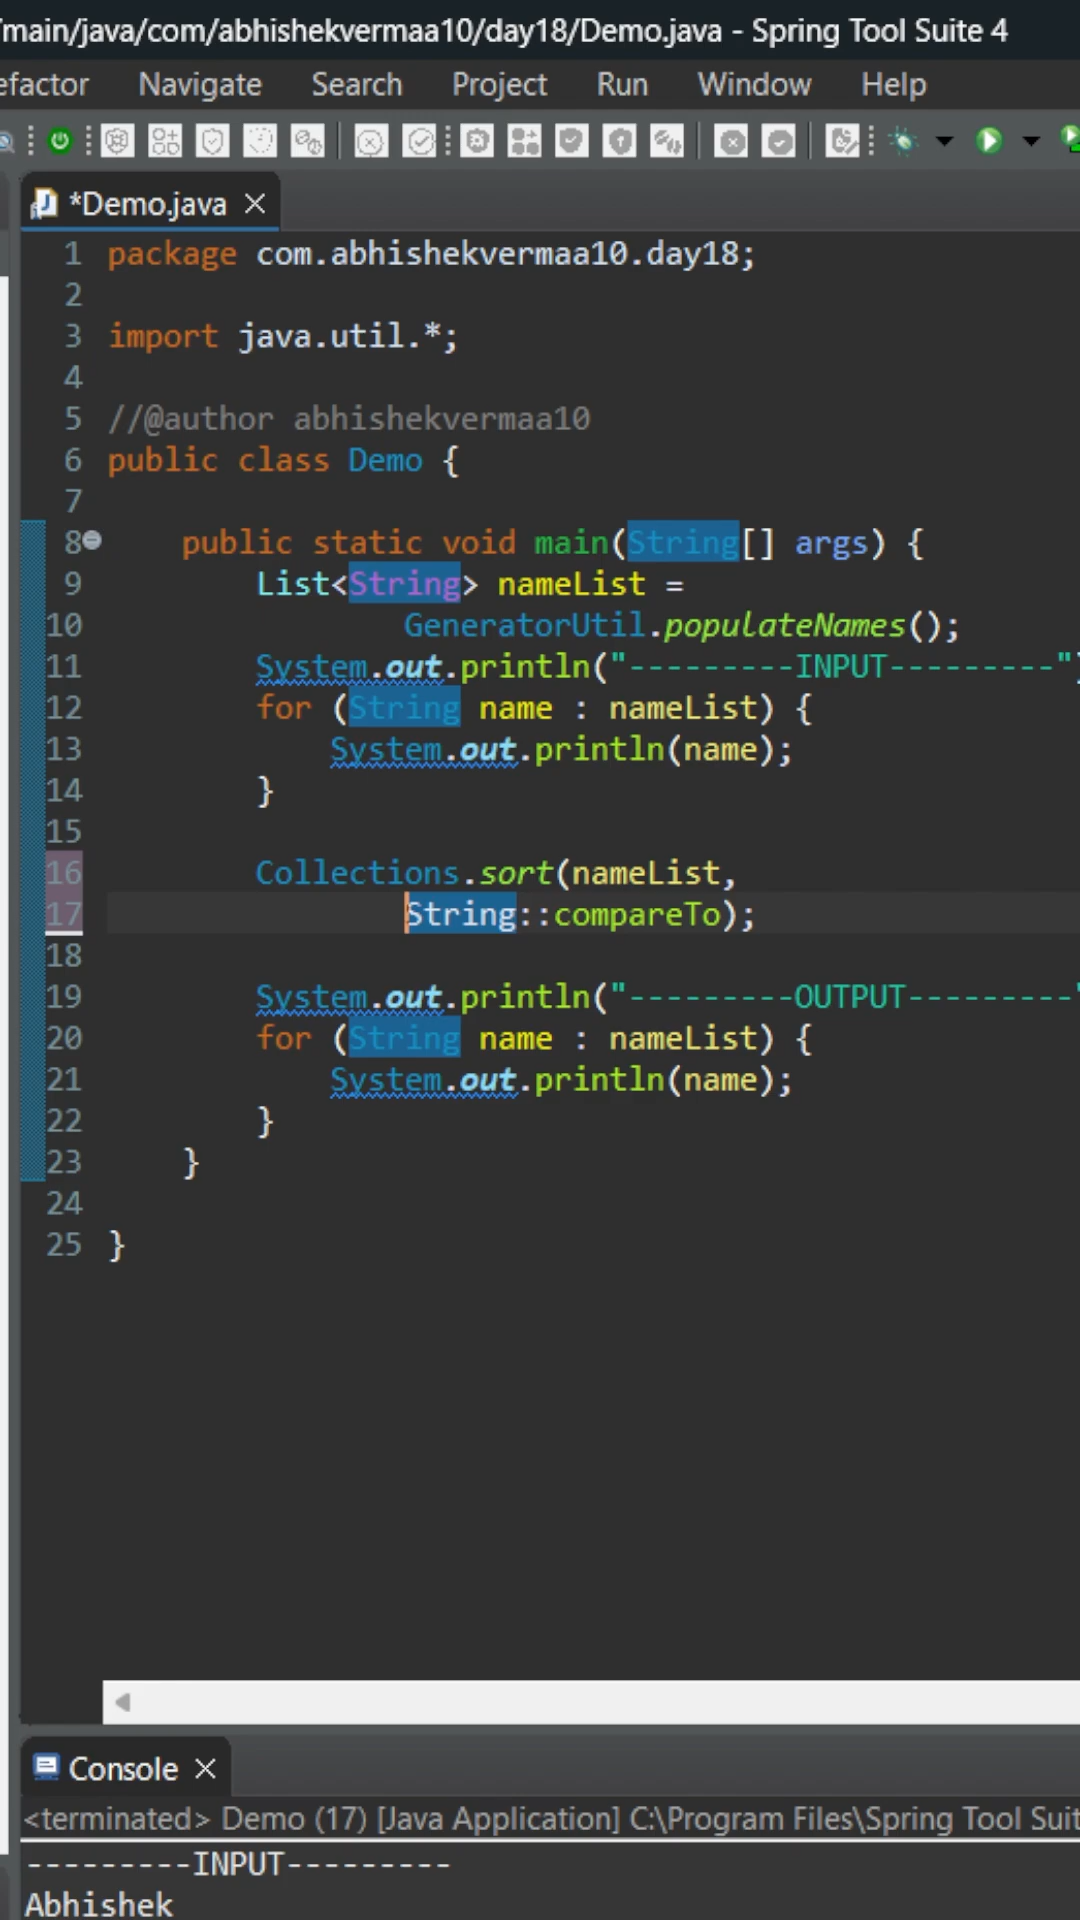 /main/java/com/abhishekvermaa10/day18/Demo.java - Spring Tool Suite 4
efactor Navigate Search Project Run Window Help
*Demo.java
1 package com.abhishekvermaa10.day18;
2
3 import java.util.*;
4
5 //@author abhishekvermaa10
6 public class Demo {
7
8 public static void main(String[] args) {
9 List<String> nameList =
10 GeneratorUtil.populateNames();
11 System.out.println("---------INPUT---------")
12 for (String name : nameList) {
13 System.out.println(name);
14 }
15
16 Collections.sort(nameList,
17 String::compareTo);
18
19 System.out.println("---------OUTPUT---------"
20 for (String name : nameList) {
21 System.out.println(name);
22 }
23 }
24
25 }
Console
<terminated> Demo (17) [Java Application] C:\Program Files\Spring Tool Suit
---------INPUT---------
Abhishek